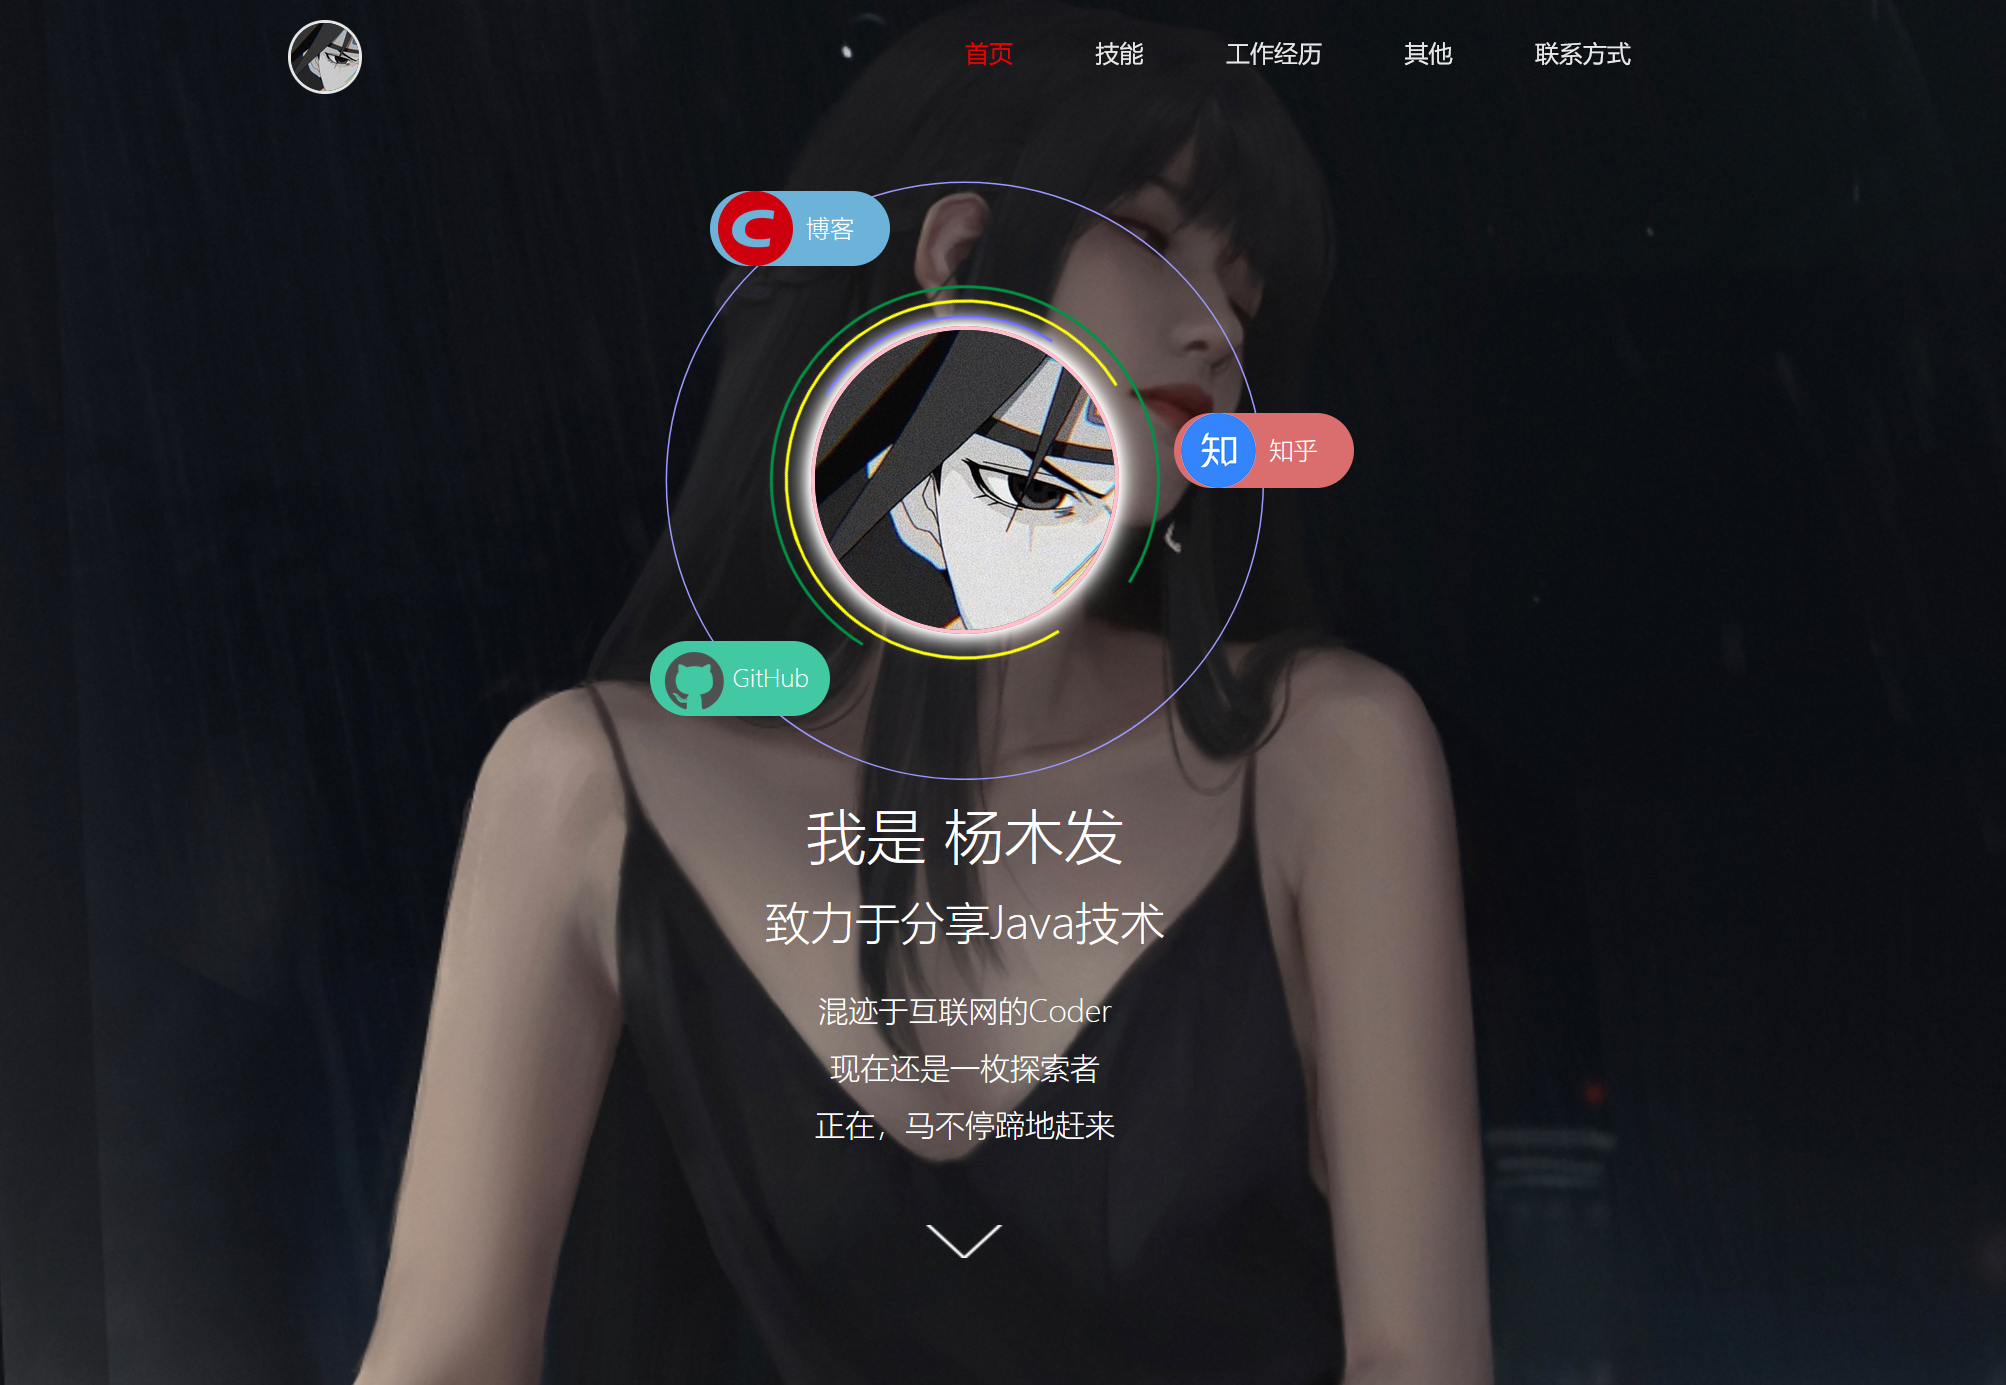 首页 技能 工作经历 其他 联系方式
博客
知 知乎
GitHub
我是 杨木发
致力于分享Java技术
混迹于互联网的Coder
现在还是一枚探索者
正在，马不停蹄地赶来